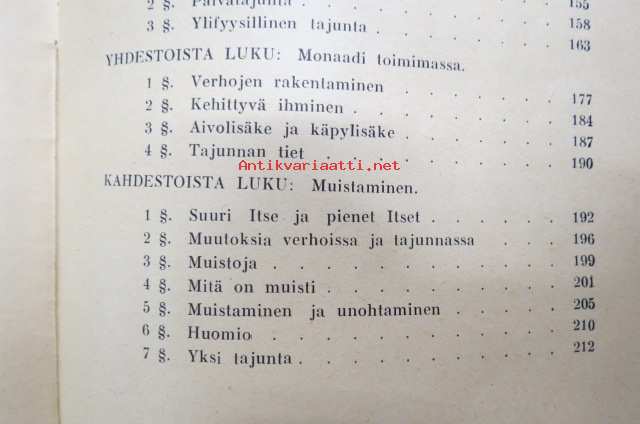 2 §. Päivätajunta . . . . . . . 155
3 §. Ylifyysillinen tajunta . . . . . . . 158
163
YHDESTOISTA LUKU: Monaadi toimimassa.
1 §. Verhojen rakentaminen . . . . . . . 177
2 §. Kehittyvä ihminen . . . . . . . . 184
3 §. Aivolisäke ja käpylisäke . . . . . . . 187
4 §. Tajunnan tiet . . . . . . . . . 190
Antikvariaatti.net
KAHDESTOISTA LUKU: Muistaminen.
1 §. Suuri Itse ja pienet Itset . . . . . . 192
2 §. Muutoksia verhoissa ja tajunnassa . . . 196
3 §. Muistoja . . . . . . . . . . . 199
4 §. Mitä on muisti . . . . . . . . . 201
5 §. Muistaminen ja unohtaminen . . . . . 205
6 §. Huomio . . . . . . . . . . . 210
7 §. Yksi tajunta . . . . . . . . . . 212